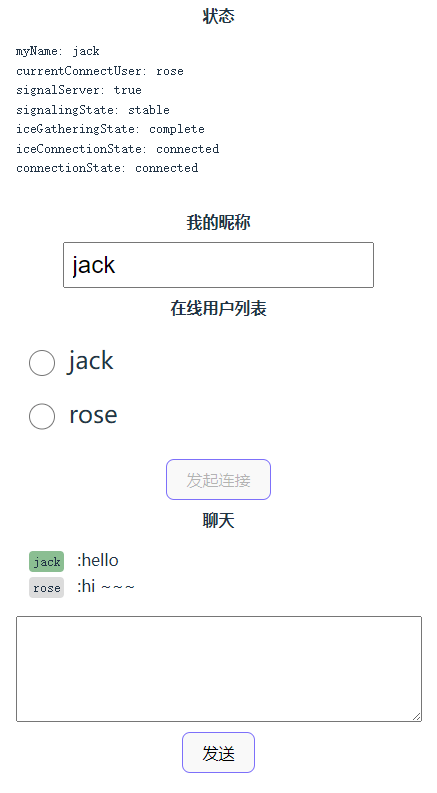 状态
myName: jack
currentConnectUser: rose
signalServer: true
signalingState: stable
iceGatheringState: complete
iceConnectionState: connected
connectionState: connected
我的昵称
jack
在线用户列表
jack
rose
发起连接
聊天
jack :hello
rose :hi ~~~
发送